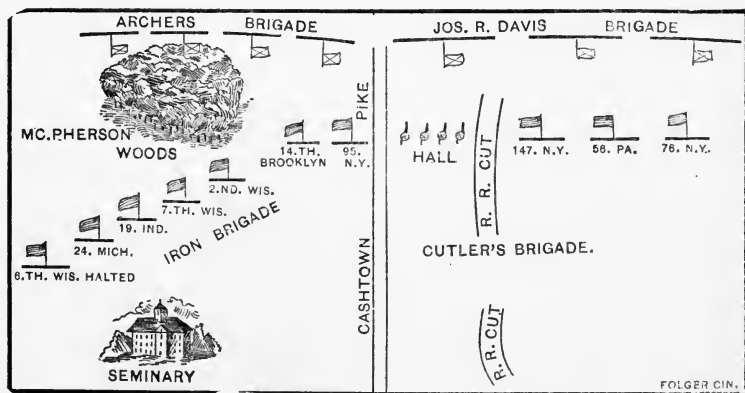 ARCHERS BRIGADE
JOS. R. DAVIS BRIGADE
MC.PHERSON
WOODS
14.TH.
BROOKLYN
95.
N.Y.
PIKE
HALL
R. R. CUT
147. N.Y.
56. PA.
76. N.Y.
2.ND. WIS.
7.TH. WIS.
19. IND.
24. MICH.
6.TH. WIS. HALTED
IRON BRIGADE
CUTLER'S BRIGADE.
CASHTOWN
SEMINARY
R. R. CUT
FOLGER CIN.